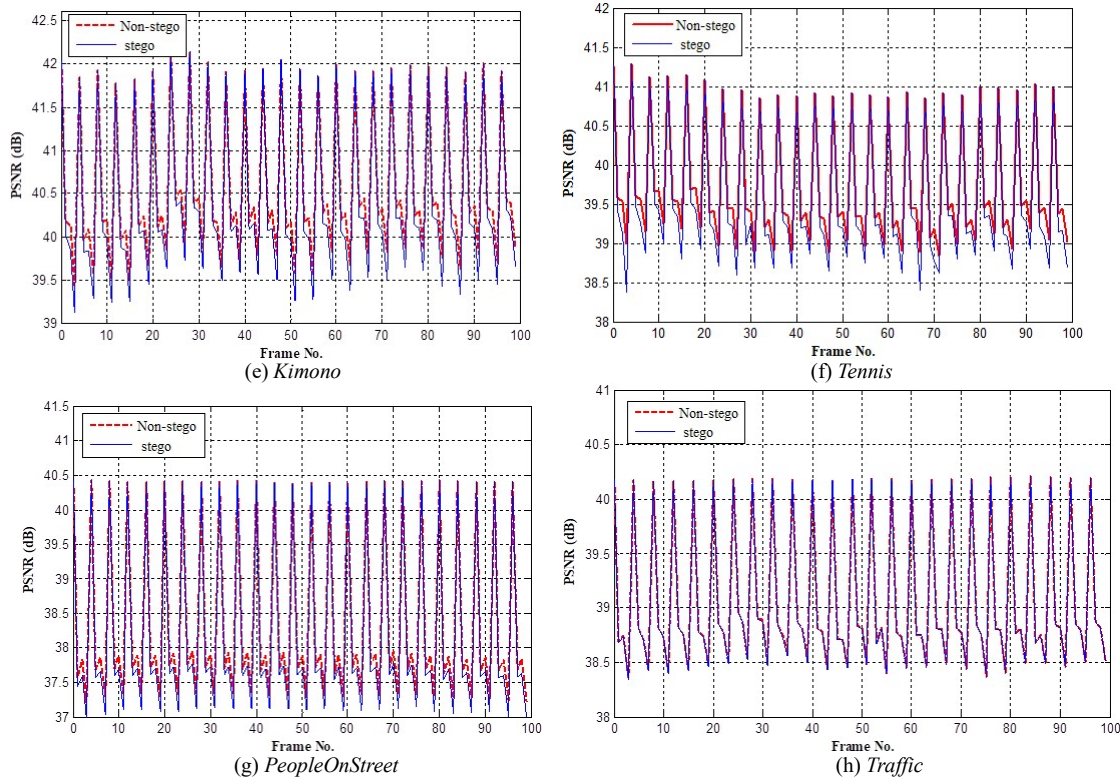 42.5
42
41.5
41
40.5
40
39.5
39
PSNR (dB)
Non-stego
stego
0 10 20 30 40 50 60 70 80 90 100
Frame No.
(e) Kimono
42
41.5
41
40.5
40
39.5
39
38.5
38
PSNR (dB)
Non-stego
stego
0 10 20 30 40 50 60 70 80 90 100
Frame No.
(f) Tennis
41.5
41
40.5
40
39.5
39
38.5
38
37.5
37
PSNR (dB)
Non-stego
stego
0 10 20 30 40 50 60 70 80 90 100
Frame No.
(g) PeopleOnStreet
41
40.5
40
39.5
39
38.5
38
PSNR (dB)
Non-stego
stego
0 10 20 30 40 50 60 70 80 90 100
Frame No.
(h) Traffic